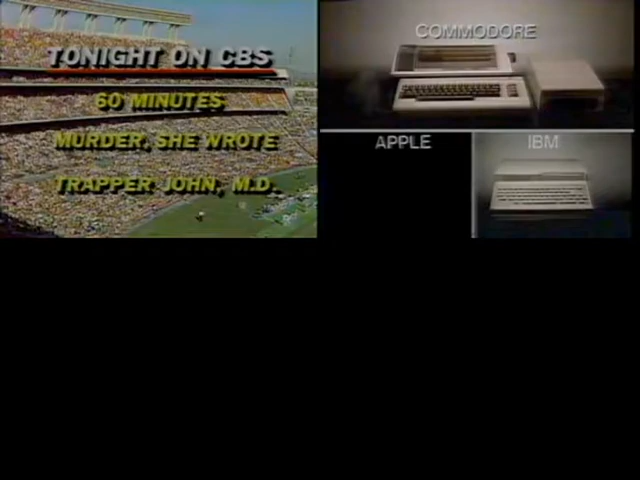 TONIGHT ON CBS
60 MINUTES
MURDER, SHE WROTE
TRAPPER JOHN, M.D.
COMMODORE
APPLE
IBM